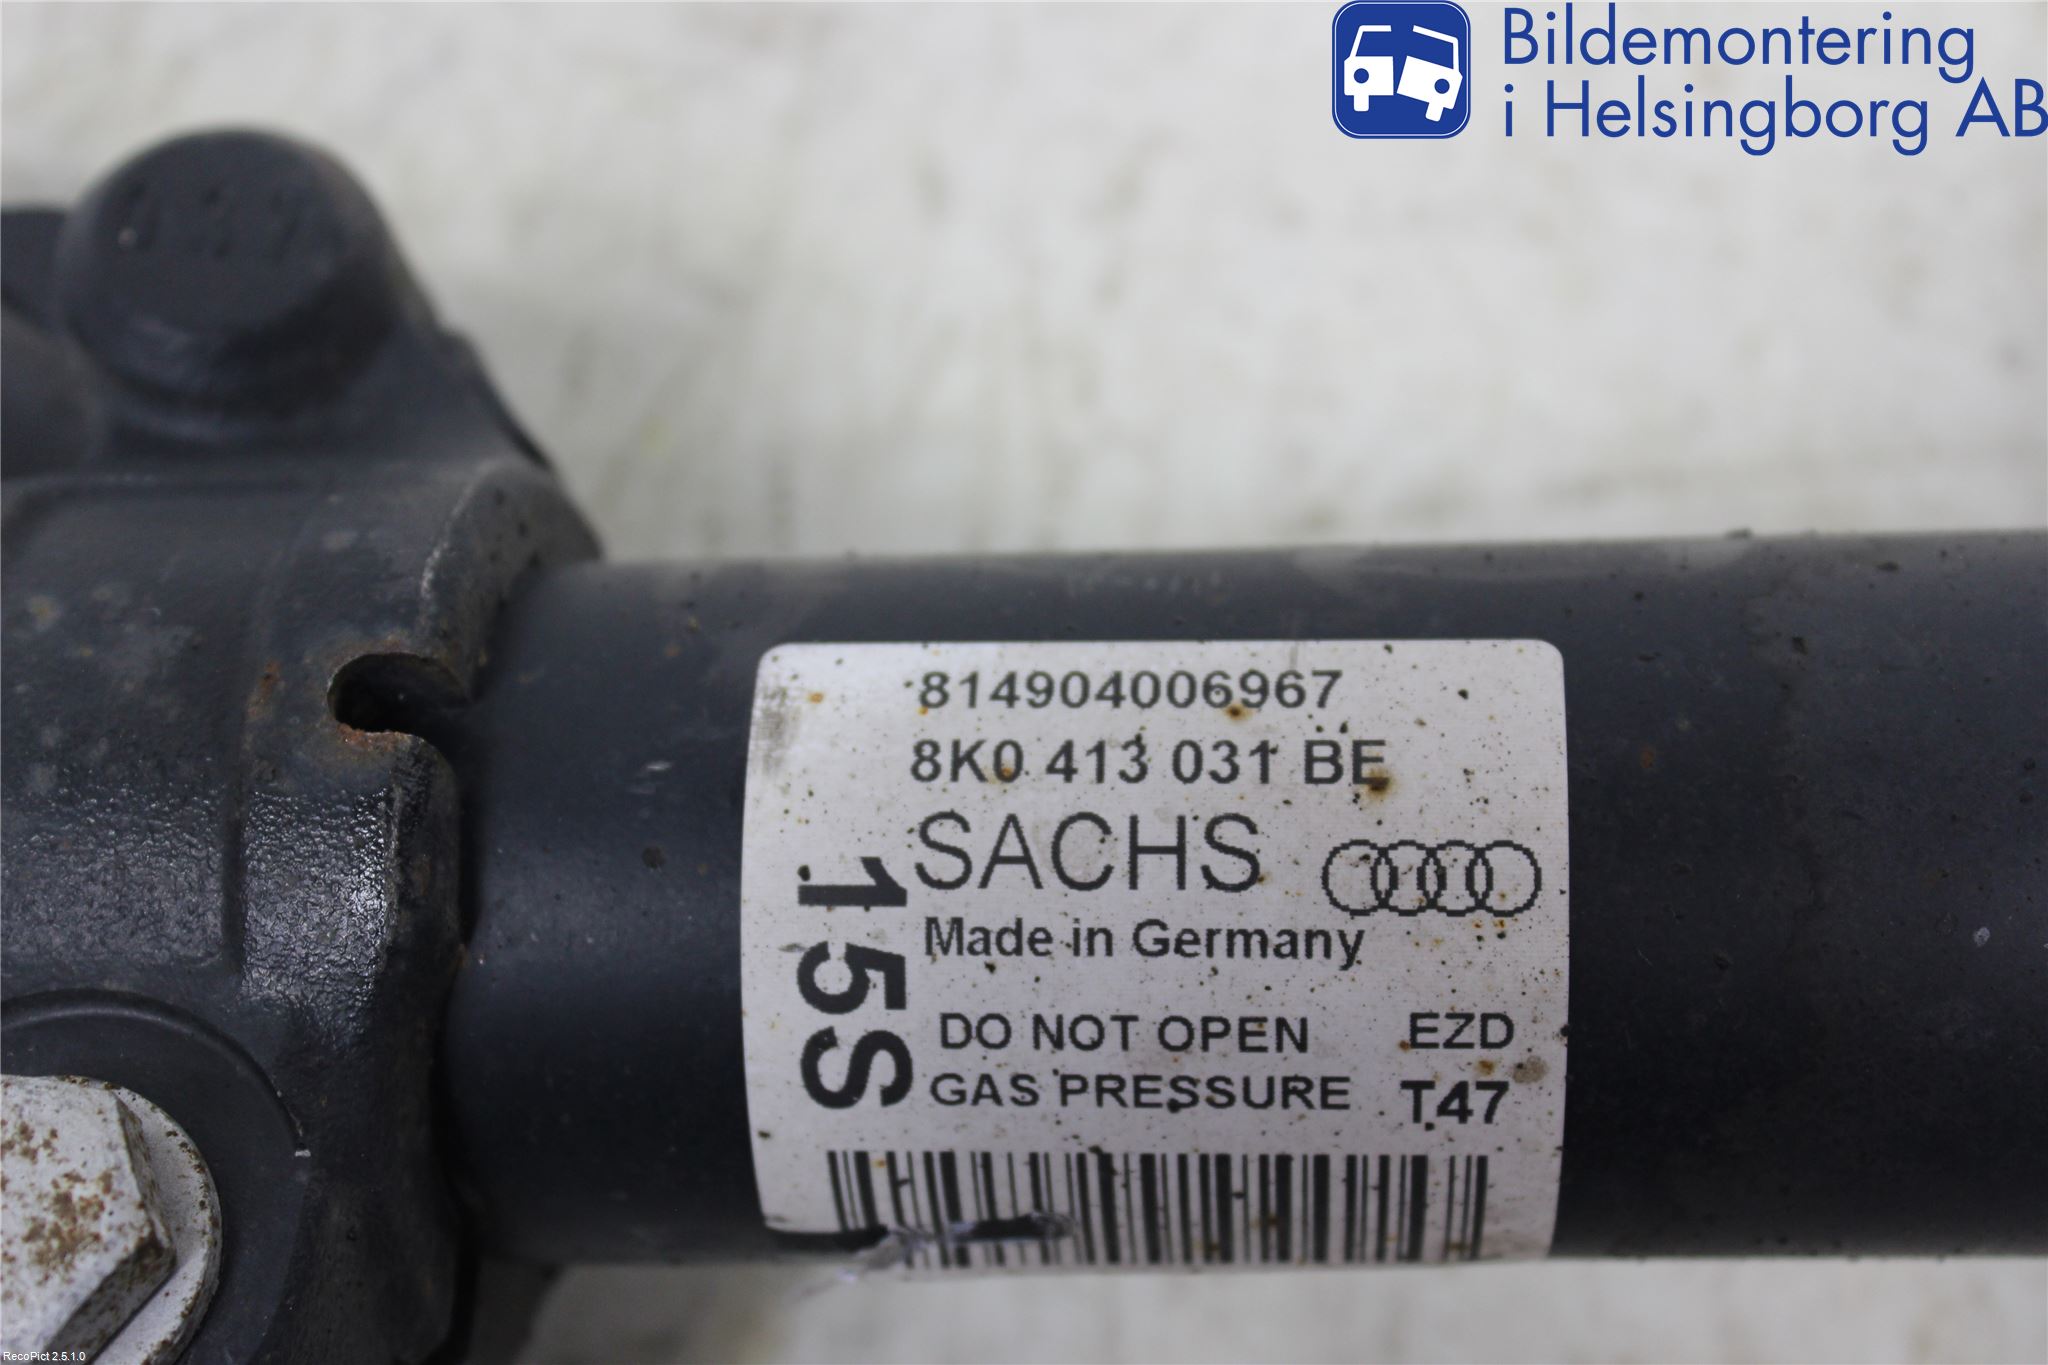 Bildemontering
i Helsingborg AB
814904006967
8K0 413 031 BE
SACHS
Made in Germany
15S
DO NOT OPEN EZD
GAS PRESSURE T47
RecoPict 2.5.1.0